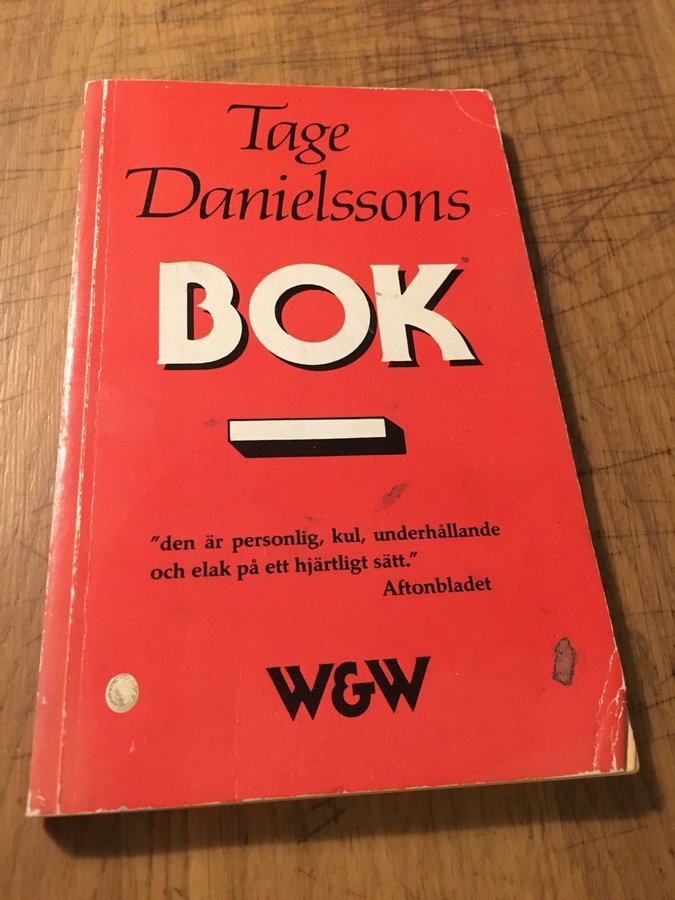 Tage
Danielssons
BOK
"den är personlig, kul, underhållande
och elak på ett hjärtligt sätt."
Aftonbladet
W&W